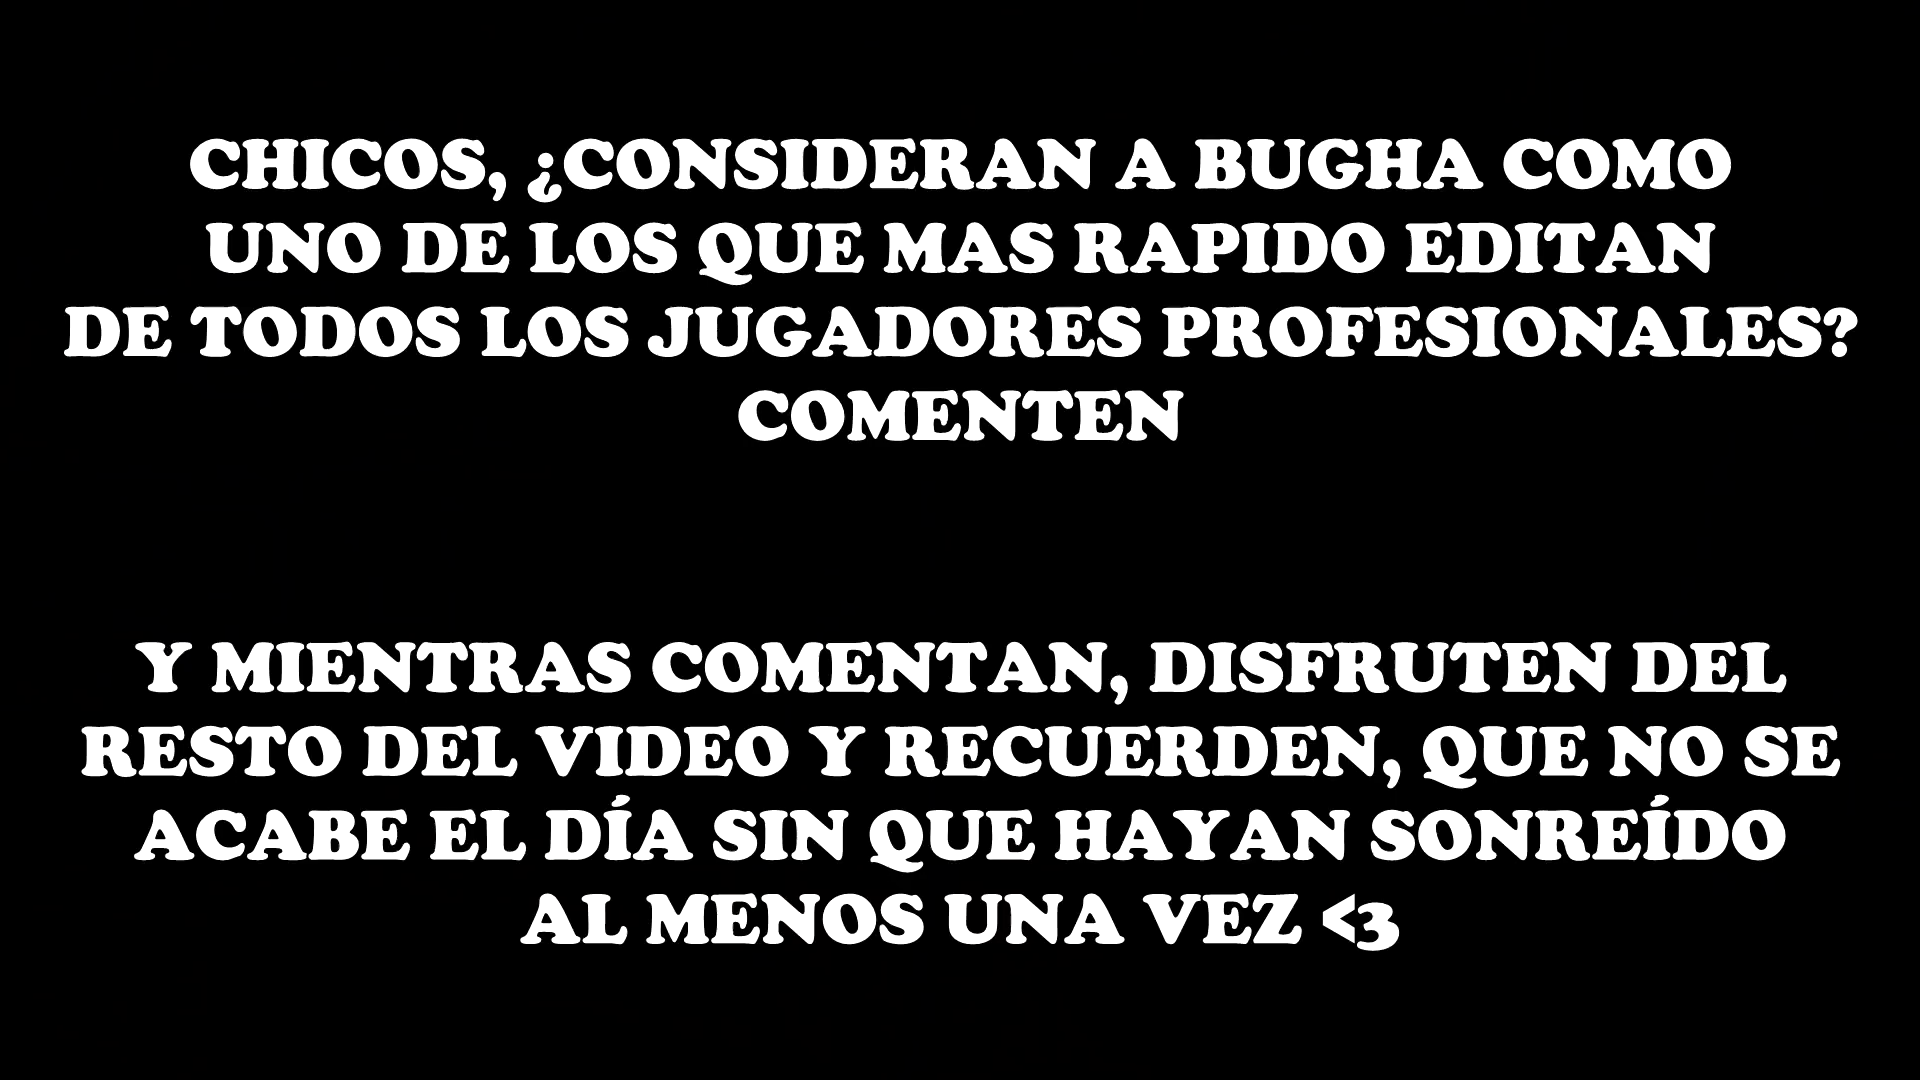 CHICOS, ¿CONSIDERAN A BUGHA COMO
UNO DE LOS QUE MAS RAPIDO EDITAN
DE TODOS LOS JUGADORES PROFESIONALES?
COMENTEN
Y MIENTRAS COMENTAN, DISFRUTEN DEL
RESTO DEL VIDEO Y RECUERDEN, QUE NO SE
ACABE EL DÍA SIN QUE HAYAN SONREÍDO
AL MENOS UNA VEZ <3